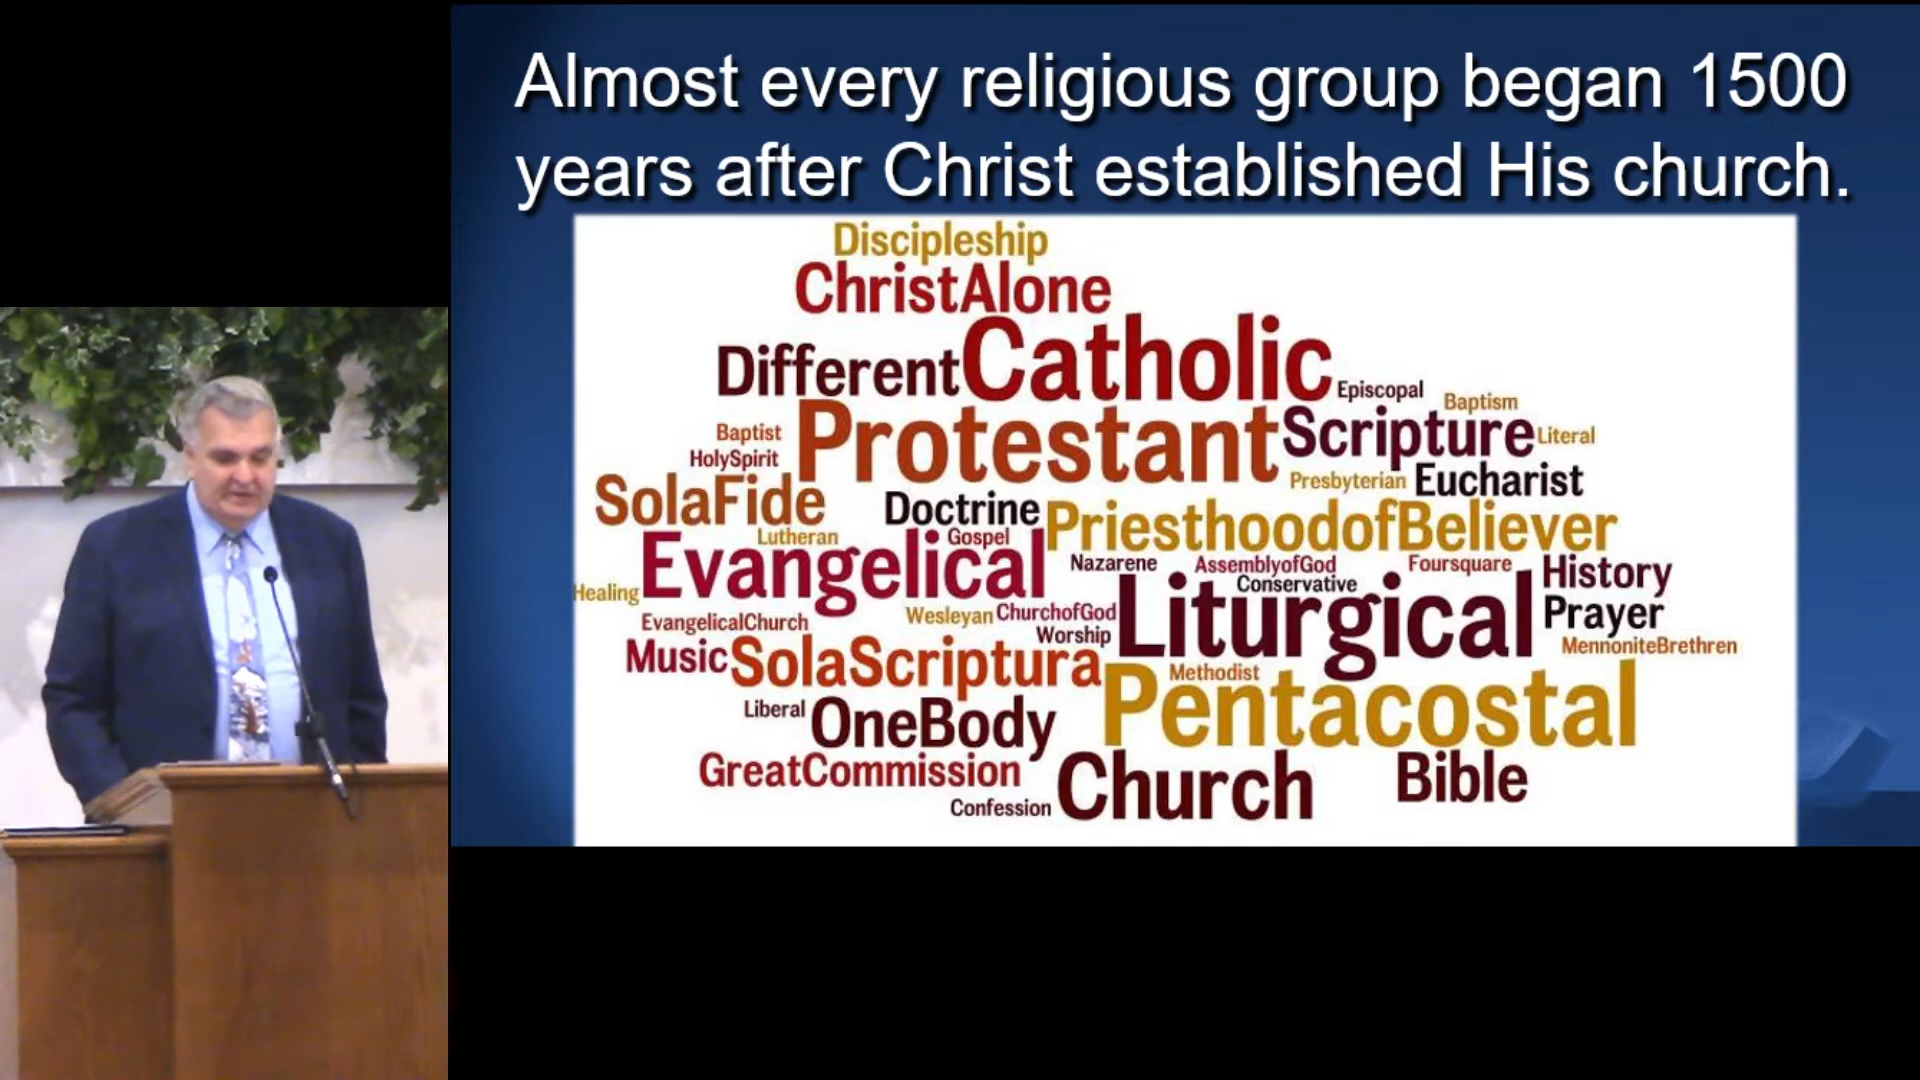 Almost every religious group began 1500
years after Christ established His church.
Discipleship
ChristAlone
Different Catholic Episcopal
Baptism
Baptist Protestant Scripture Literal
HolySpirit
Presbyterian Eucharist
SolaFide Doctrine PriesthoodofBeliever
Lutheran Gospel
Evangelical Nazarene AssemblyofGod Foursquare History
Conservative
Healing
EvangelicalChurch Wesleyan ChurchofGod Liturgical Prayer
Worship
MennoniteBrethren
Music SolaScriptura Methodist
Liberal OneBody Pentacostal
GreatCommission Church Bible
Confession